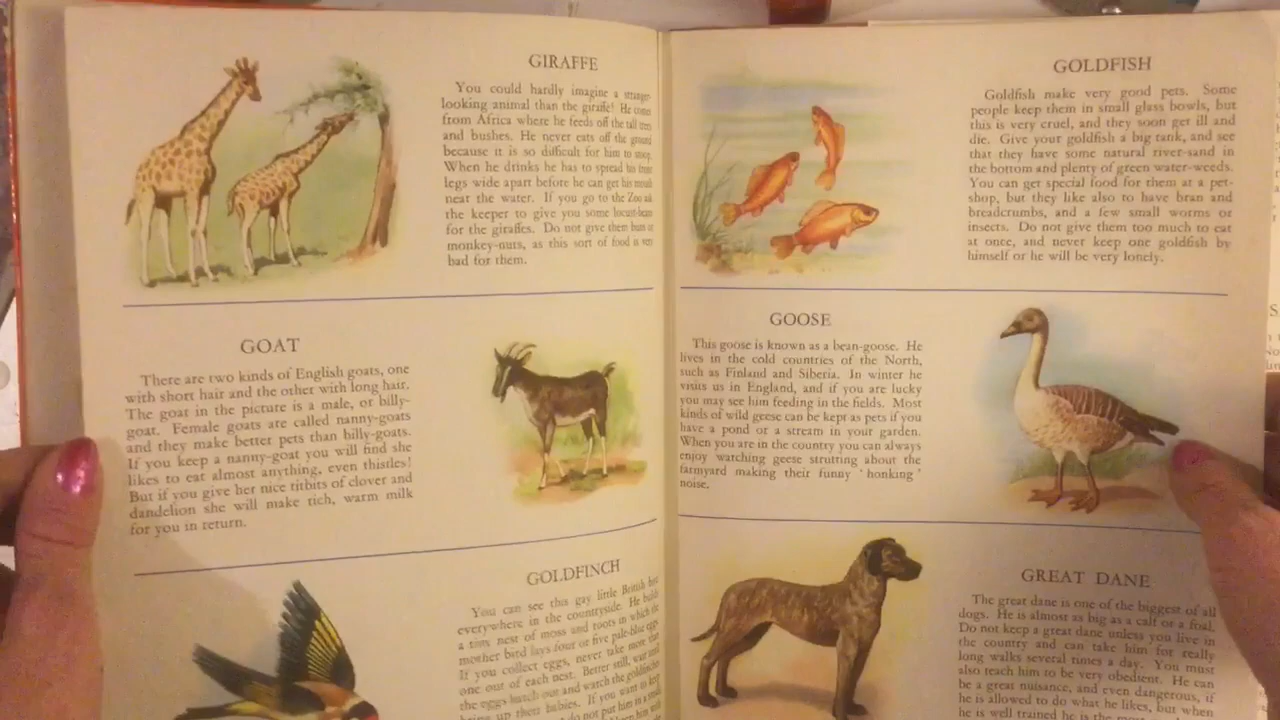 GIRAFFE
You could hardly imagine a stranger-
looking animal than the giraffe! He comes
from Africa where he feeds off the tall trees
and bushes. He never eats off the ground
because it is so difficult for him to stoop.
When he drinks he has to spread his front
legs wide apart before he can get his mouth
near the water. If you go to the Zoo ask
the keeper to give you some locust-beans
for the giraffes. Do not give them buns or
monkey-nuts, as this sort of food is very
bad for them.
GOAT
There are two kinds of English goats, one
with short hair and the other with long hair.
The goat in the picture is a male, or billy-
goat. Female goats are called nanny-goats
and they make better pets than billy-goats.
If you keep a nanny-goat you will find she
likes to eat almost anything, even thistles!
But if you give her nice titbits of clover and
dandelion she will make rich, warm milk
for you in return.
GOLDFINCH
You can see this gay little British bird
everywhere in the countryside. He builds
a tiny nest of moss and roots in which the
mother bird lays four or five pale-blue eggs.
If you collect eggs, never take more than
one out of each nest. Better still, wait until
the eggs hatch out and watch the goldfinches
bring up their babies. If you want to keep
do not put him in a small
GOLDFISH
Goldfish make very good pets. Some
people keep them in small glass bowls, but
this is very cruel, and they soon get ill and
die. Give your goldfish a big tank, and see
that they have some natural river-sand in
the bottom and plenty of green water-weeds.
You can get special food for them at a pet-
shop, but they like also to have bran and
breadcrumbs, and a few small worms or
insects. Do not give them too much to eat
at once, and never keep one goldfish by
himself or he will be very lonely.
GOOSE
This goose is known as a bean-goose. He
lives in the cold countries of the North,
such as Finland and Siberia. In winter he
visits us in England, and if you are lucky
you may see him feeding in the fields. Most
kinds of wild geese can be kept as pets if you
have a pond or a stream in your garden.
When you are in the country you can always
enjoy watching geese strutting about the
farmyard making their funny 'honking'
noise.
GREAT DANE
The great dane is one of the biggest of all
dogs. He is almost as big as a calf or a foal.
Do not keep a great dane unless you live in
the country and can take him for really
long walks several times a day. You must
also teach him to be very obedient. He can
be a great nuisance, and even dangerous, if
he is allowed to do what he likes, but when
he is well trained he is the most